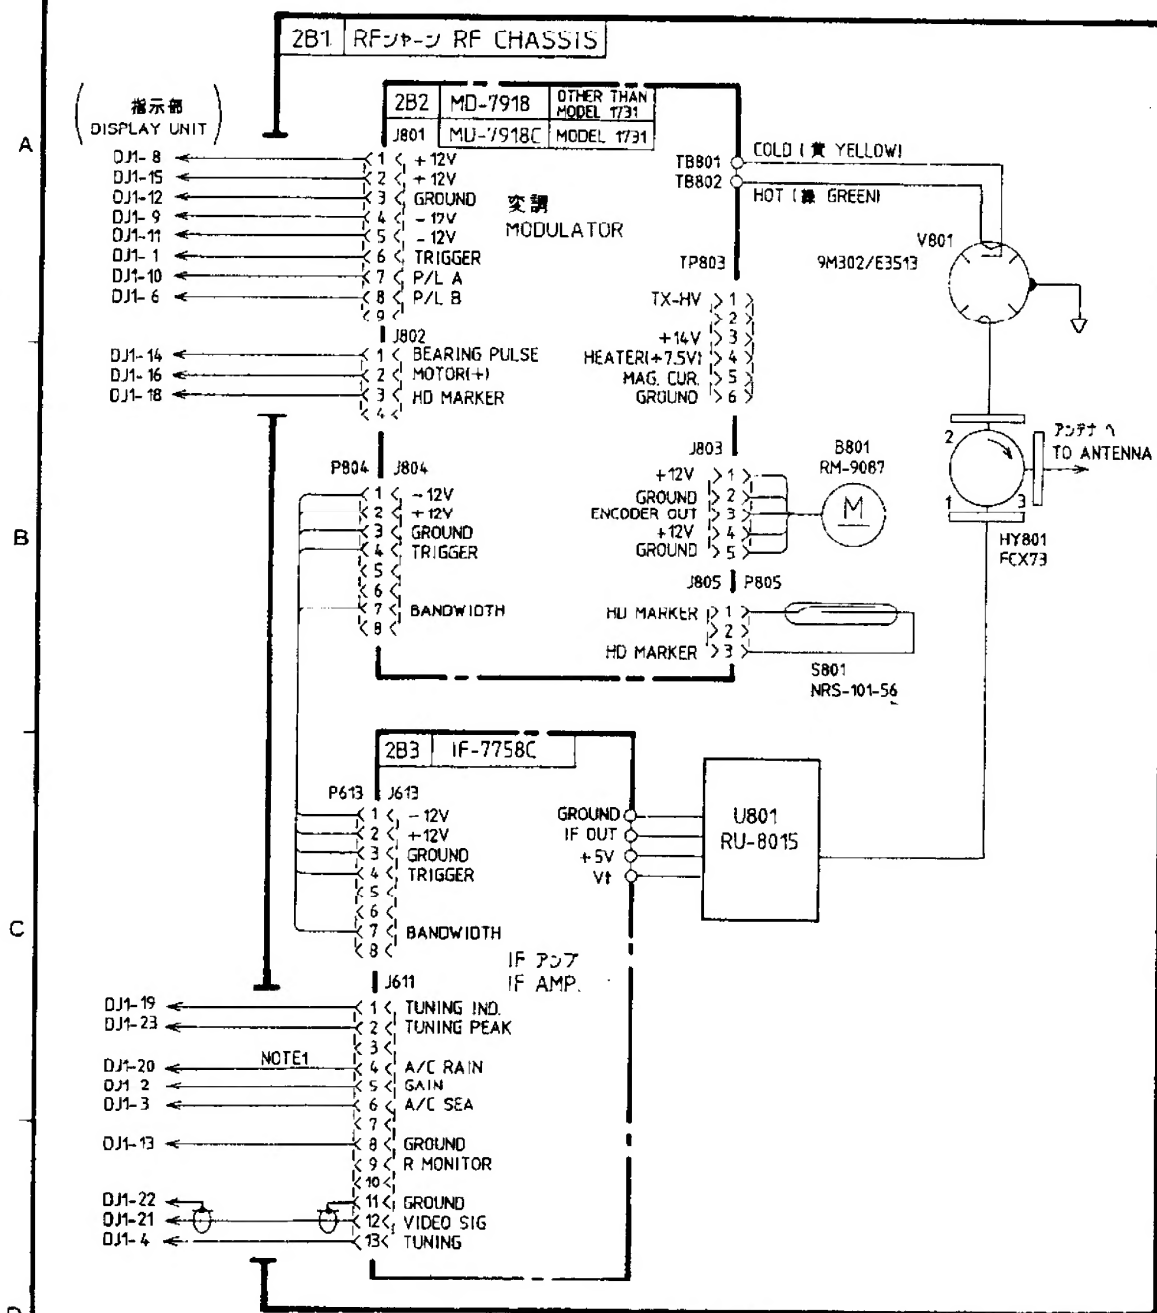 2B1 RFシャーシ RF CHASSIS
指示部
DISPLAY UNIT
2B2 MD-7918 OTHER THAN MODEL 1731
MD-7918C MODEL 1731
A
J801
DJ1-8 1 +12V
DJ1-15 2 +12V
DJ1-12 3 GROUND
DJ1-9 4 -12V
DJ1-11 5 -12V
DJ1-1 6 TRIGGER
DJ1-10 7 P/L A
DJ1-6 8 P/L B
9
変調
MODULATOR
TB801 COLD (黄 YELLOW)
TB802 HOT (緑 GREEN)
V801
9M302/E3513
TP803
TX-HV 1
2
+14V 3
HEATER(+7.5V) 4
MAG. CUR. 5
GROUND 6
J802
DJ1-14 1 BEARING PULSE
DJ1-16 2 MOTOR(+)
DJ1-18 3 HD MARKER
4
2
1
3
アンテナへ
TO ANTENNA
HY801
FCX73
B
P804 J804
1 -12V
2 +12V
3 GROUND
4 TRIGGER
5
6
7 BANDWIDTH
8
J803
+12V 1
GROUND 2
ENCODER OUT 3
+12V 4
GROUND 5
B801
RM-9087
M
J805 P805
HD MARKER 1
2
HD MARKER 3
S801
NRS-101-56
2B3 IF-7758C
P613 J613
1 -12V
2 +12V
3 GROUND
4 TRIGGER
5
6
7 BANDWIDTH
8
GROUND
IF OUT
+5V
Vt
U801
RU-8015
C
IF アンプ
IF AMP.
J611
DJ1-19 1 TUNING IND.
DJ1-23 2 TUNING PEAK
3
DJ1-20 NOTE1 4 A/C RAIN
DJ1 2 5 GAIN
DJ1-3 6 A/C SEA
7
DJ1-13 8 GROUND
9 R MONITOR
10
DJ1-22 11 GROUND
DJ1-21 12 VIDEO SIG
DJ1-4 13 TUNING